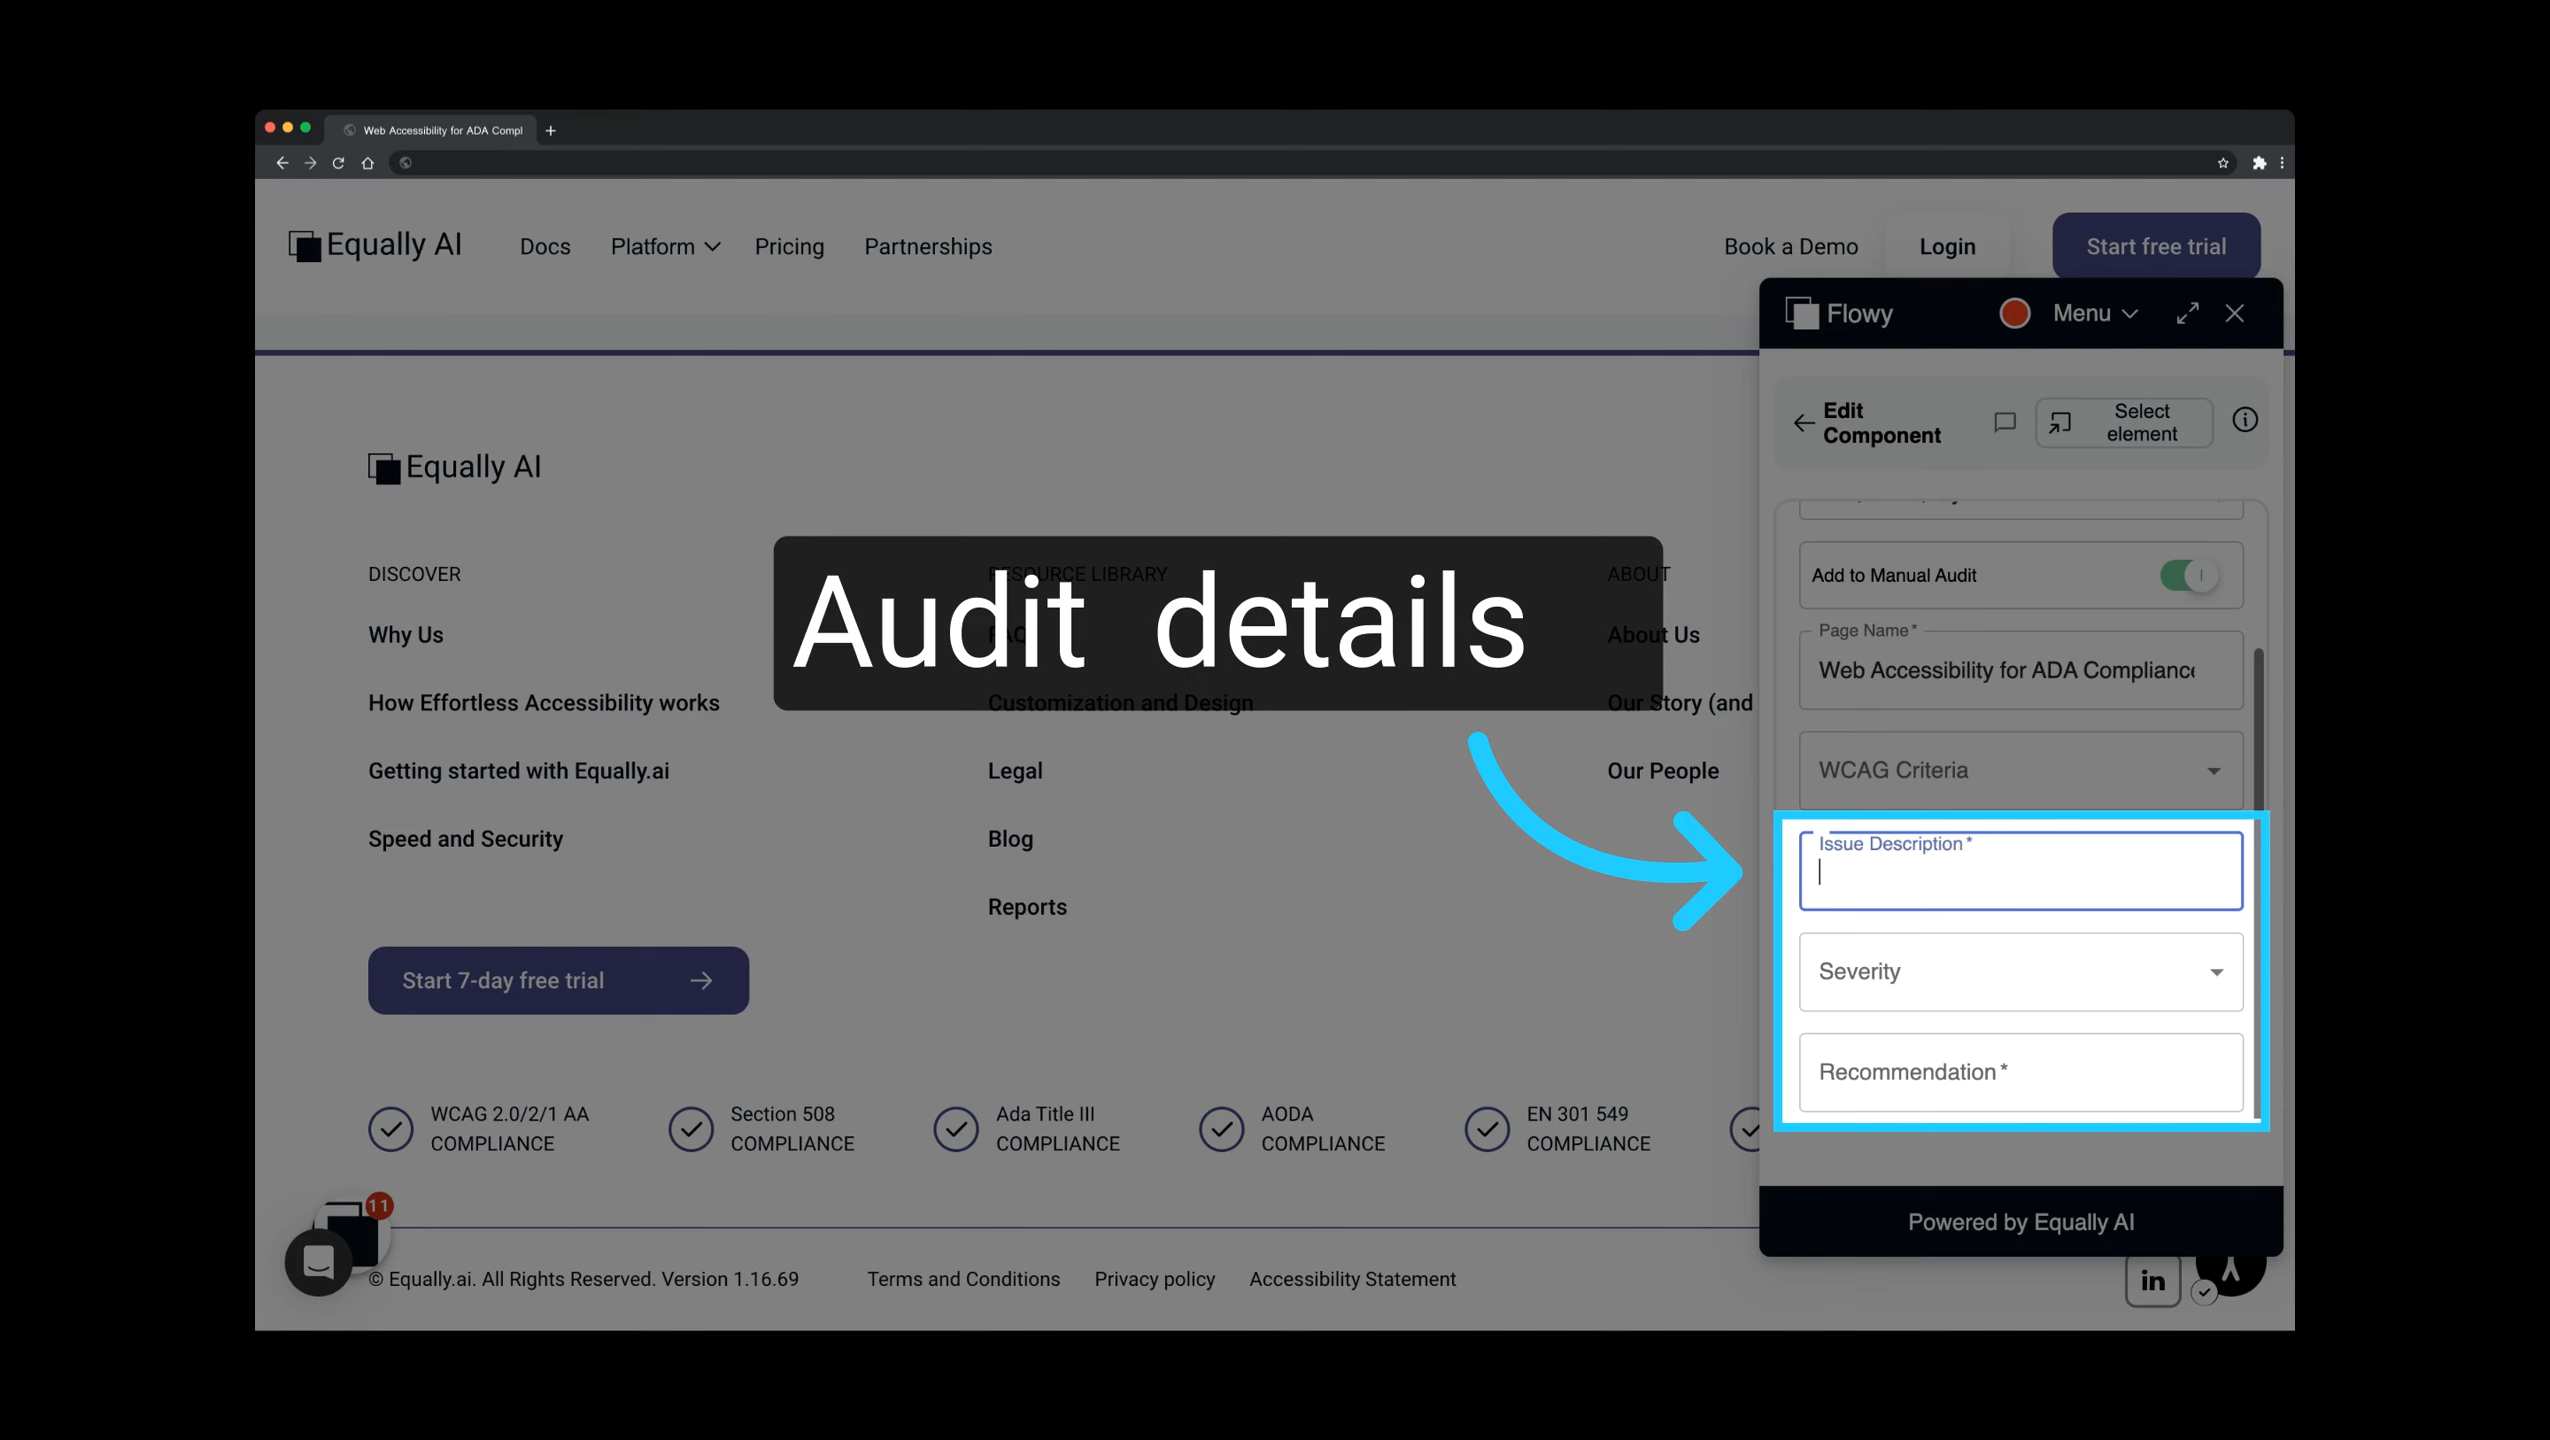 Web Accessibility for ADA Compl
Equally AI
Docs
Platform
Pricing
Partnerships
Book a Demo
Login
Start free trial
Flowy
Menu
Edit
Component
Select
element
Equally AI
Add to Manual Audit
Page Name*
Web Accessibility for ADA Compliance
WCAG Criteria
Issue Description*
Severity
Recommendation*
Powered by Equally AI
Audit details
DISCOVER
Why Us
How Effortless Accessibility works
Getting started with Equally.ai
Speed and Security
Start 7-day free trial
RESOURCE LIBRARY
FAQ
Customization and Design
Legal
Blog
Reports
ABOUT
About Us
Our Story (and
Our People
WCAG 2.0/2/1 AA
COMPLIANCE
Section 508
COMPLIANCE
Ada Title III
COMPLIANCE
AODA
COMPLIANCE
EN 301 549
COMPLIANCE
11
© Equally.ai. All Rights Reserved. Version 1.16.69
Terms and Conditions
Privacy policy
Accessibility Statement
in